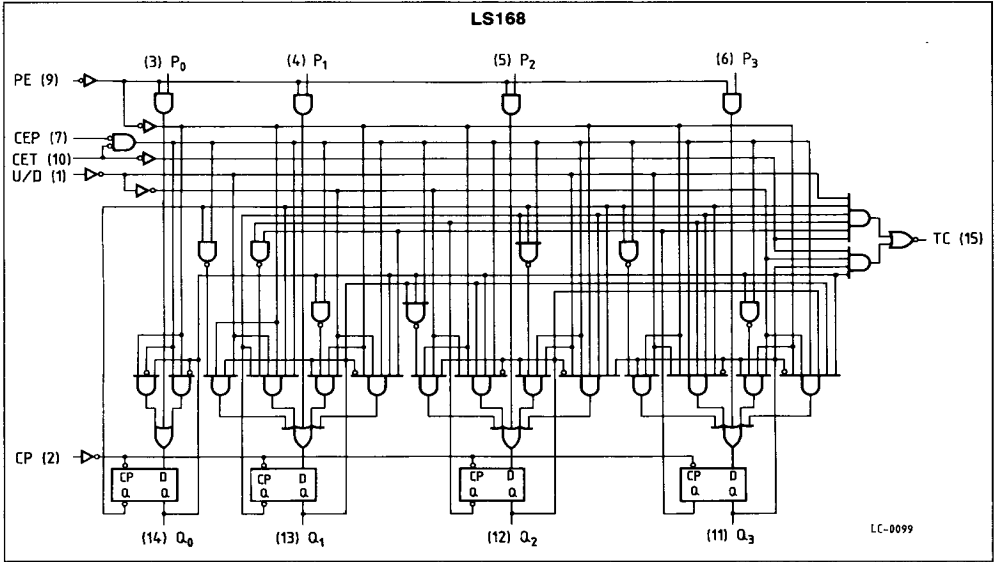 LS168
(3) P0
(4) P1
(5) P2
(6) P3
PE (9)
CEP (7)
CET (10)
U/D (1)
TC (15)
CP (2)
CP D
Q Q
CP D
Q Q
CP D
Q Q
CP D
Q Q
(14) Q0
(13) Q1
(12) Q2
(11) Q3
LC-0099